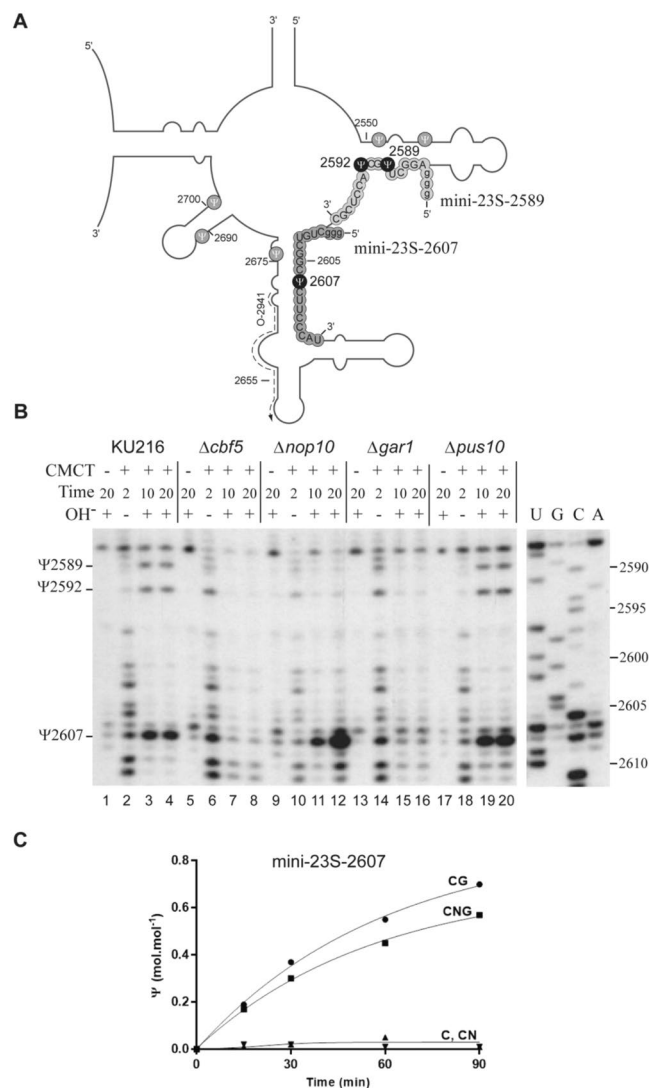 A
3' 5'
5'
3'
2550
Ψ Ψ
2592 2589
Ψ C G Ψ U C G G A g g g
5'
mini-23S-2589
A C C U C G C
3'
2700
Ψ
Ψ
2690
2675
Ψ
U G U C g g g 5'
mini-23S-2607
G G C
2605
Ψ 2607
C U U C C A U
3'
O-2941
2655
B
KU216 Δcbf5 Δnop10 Δgar1 Δpus10
CMCT - + + + - + + + - + + + - + + + - + + +
Time 20 2 10 20 20 2 10 20 20 2 10 20 20 2 10 20 20 2 10 20
OH⁻ + - + + + - + + + - + + + - + + + - + +
U G C A
Ψ2589
Ψ2592
Ψ2607
2590
2595
2600
2605
2610
1 2 3 4 5 6 7 8 9 10 11 12 13 14 15 16 17 18 19 20
C
mini-23S-2607
Ψ (mol.mol⁻¹)
0.8
0.6
0.4
0.2
0.0
CG
CNG
C, CN
0 30 60 90
Time (min)